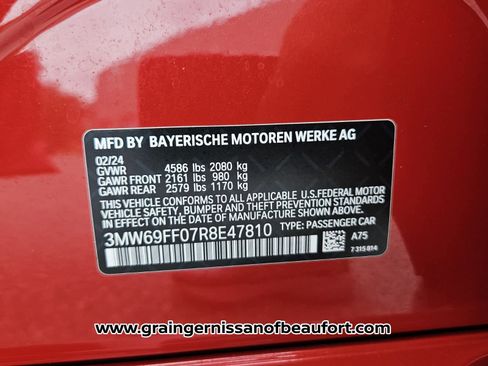 MFD BY BAYERISCHE MOTOREN WERKE AG
02/24
GVWR 4586 lbs 2080 kg
GAWR FRONT 2161 lbs 980 kg
GAWR REAR 2579 lbs 1170 kg
THIS VEHICLE CONFORMS TO ALL APPLICABLE U.S.FEDERAL MOTOR
VEHICLE SAFETY, BUMPER, AND THEFT PREVENTION STANDARDS IN
EFFECT ON THE DATE OF MANUFACTURE SHOWN ABOVE.
3MW69FF07R8E47810 TYPE: PASSENGER CAR
A75
7 315 814
www.graingernissanofbeaufort.com